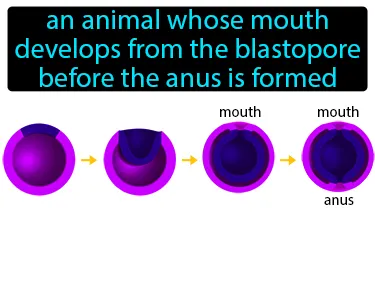 an animal whose mouth
develops from the blastopore
before the anus is formed
mouth
mouth
anus